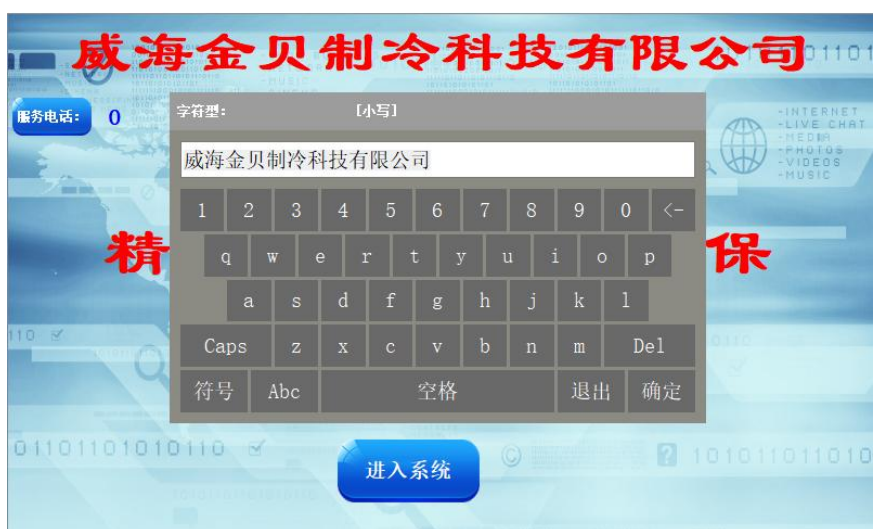 威海金贝制冷科技有限公司
服务电话: 0
字符型: [小写]
威海金贝制冷科技有限公司
1 2 3 4 5 6 7 8 9 0 <-
q w e r t y u i o p
a s d f g h j k l
Caps z x c v b n m Del
符号 Abc 空格 退出 确定
精 保
进入系统
-INTERNET
-LIVE CHAT
-MEDIA
-PHOTOS
-VIDEOS
-MUSIC
01101101010110